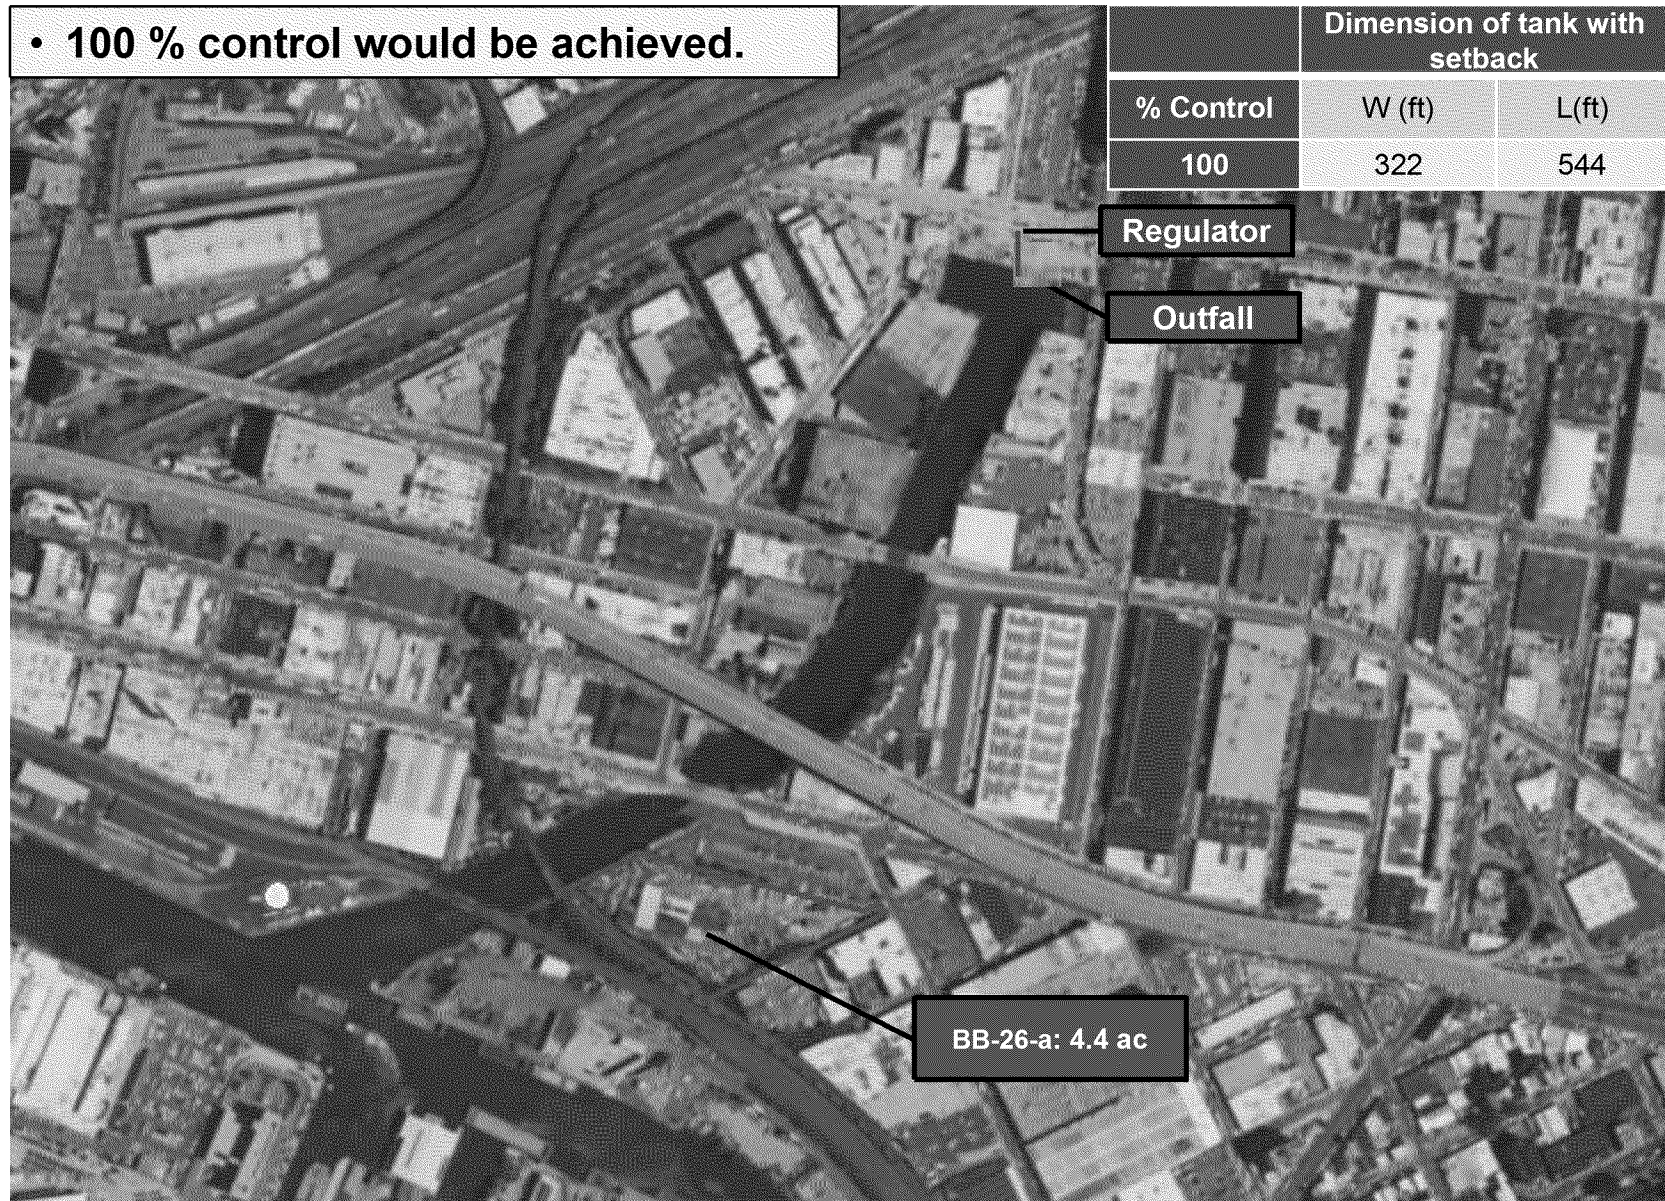 • 100 % control would be achieved.
Dimension of tank with
setback
% Control W (ft) L(ft)
100 322 544
Regulator
Outfall
BB-26-a: 4.4 ac